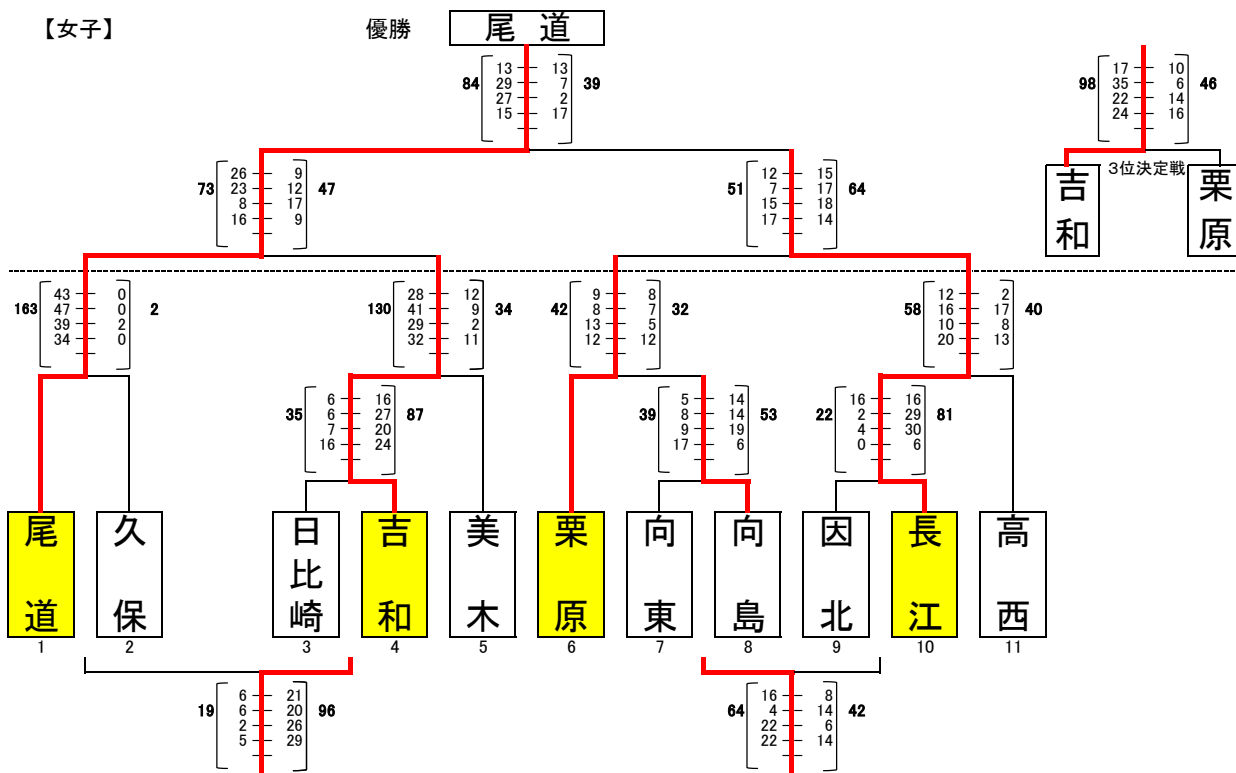 【女子】 優勝 尾道
84 13 13 39
29 7
27 2
15 17
98 17 10 46
35 6
22 14
24 16
3位決定戦
吉和 栗原
73 26 9 47
23 12
8 17
16 9
51 12 15 64
7 17
15 18
17 14
163 43 0 2
47 0
39 2
34 0
130 28 12 34
41 9
29 2
32 11
42 9 8 32
8 7
13 5
12 12
58 12 2 40
16 17
10 8
20 13
35 6 16 87
6 27
7 20
16 24
39 5 14 53
8 14
9 19
17 6
22 16 16 81
2 29
4 30
0 6
尾道 久保 日比崎 吉和 美木 栗原 向東 向島 因北 長江 高西
1 2 3 4 5 6 7 8 9 10 11
19 6 21 96
6 20
2 26
5 29
64 16 8 42
4 14
22 6
22 14